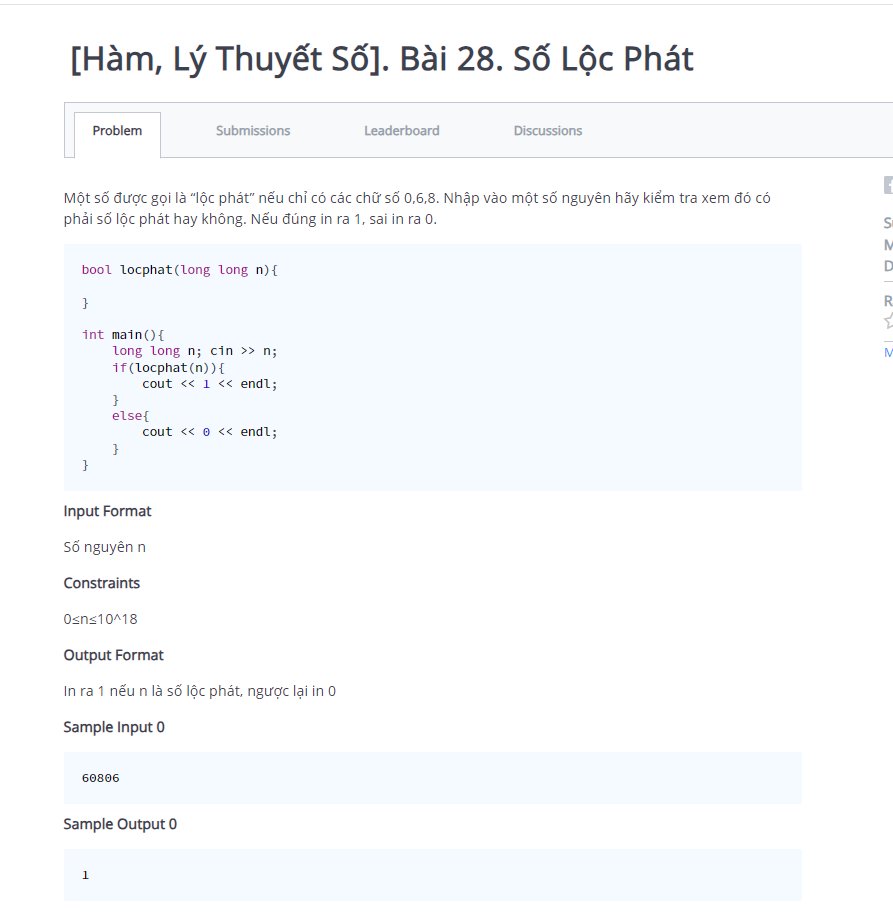 [Hàm, Lý Thuyết Số]. Bài 28. Số Lộc Phát
Problem Submissions Leaderboard Discussions
Một số được gọi là “lộc phát” nếu chỉ có các chữ số 0,6,8. Nhập vào một số nguyên hãy kiểm tra xem đó có
phải số lộc phát hay không. Nếu đúng in ra 1, sai in ra 0.
bool locphat(long long n){
}
int main(){
    long long n; cin >> n;
    if(locphat(n)){
        cout << 1 << endl;
    }
    else{
        cout << 0 << endl;
    }
}
Input Format
Số nguyên n
Constraints
0≤n≤10^18
Output Format
In ra 1 nếu n là số lộc phát, ngược lại in 0
Sample Input 0
60806
Sample Output 0
1